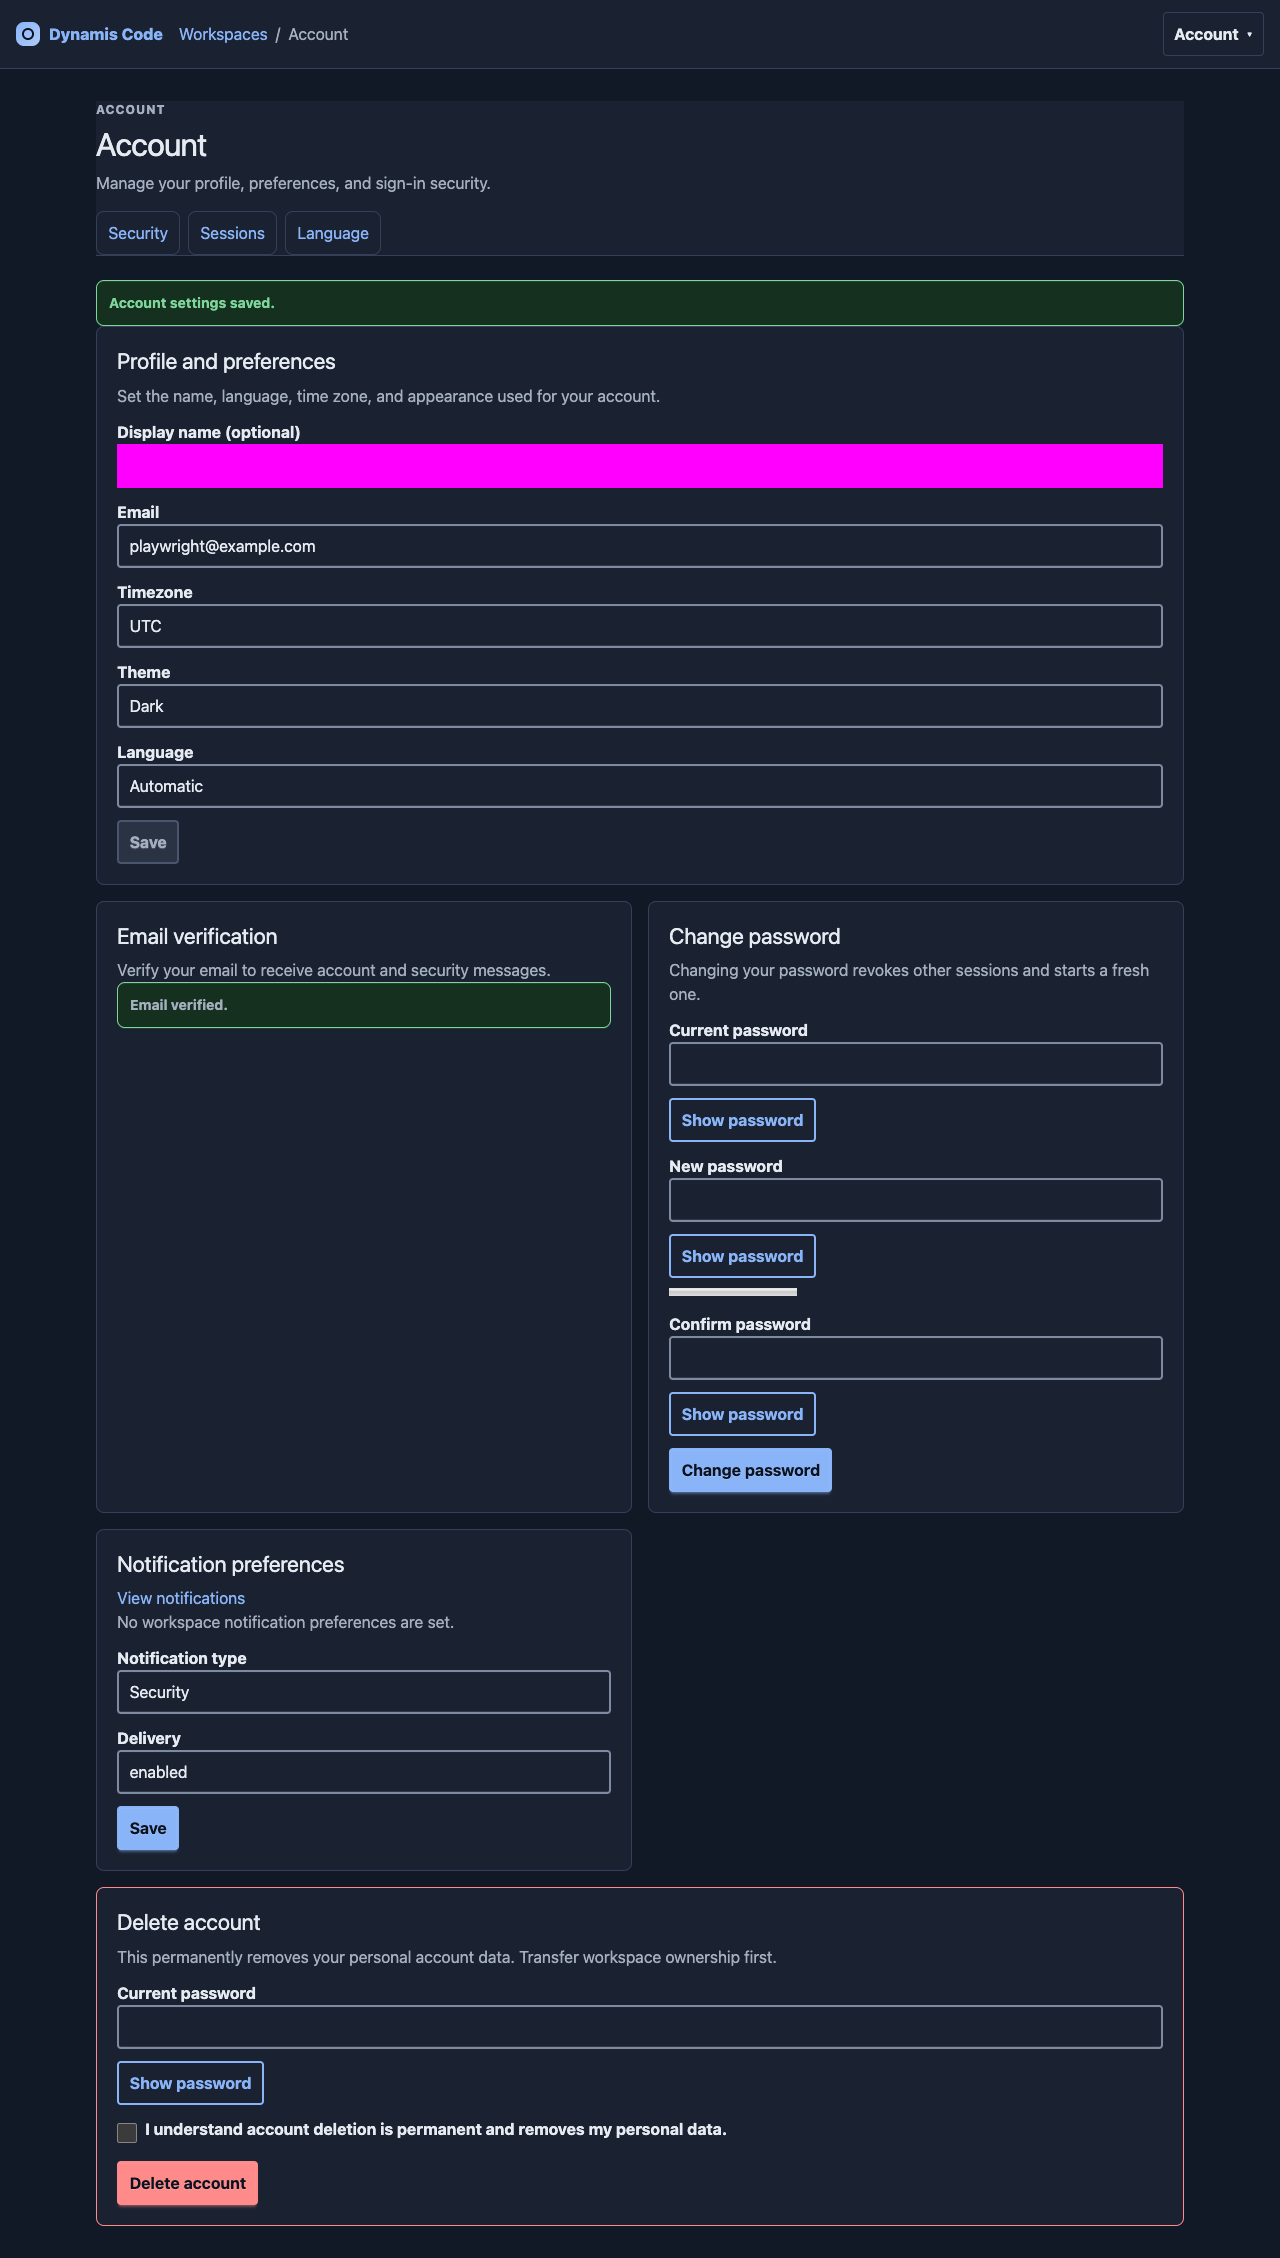 Dynamis Code Workspaces / Account
Account ▾
ACCOUNT
Account
Manage your profile, preferences, and sign-in security.
Security
Sessions
Language
Account settings saved.
Profile and preferences
Set the name, language, time zone, and appearance used for your account.
Display name (optional)
Email
playwright@example.com
Timezone
UTC
Theme
Dark
Language
Automatic
Save
Email verification
Verify your email to receive account and security messages.
Email verified.
Change password
Changing your password revokes other sessions and starts a fresh
one.
Current password
Show password
New password
Show password
Confirm password
Show password
Change password
Notification preferences
View notifications
No workspace notification preferences are set.
Notification type
Security
Delivery
enabled
Save
Delete account
This permanently removes your personal account data. Transfer workspace ownership first.
Current password
Show password
I understand account deletion is permanent and removes my personal data.
Delete account